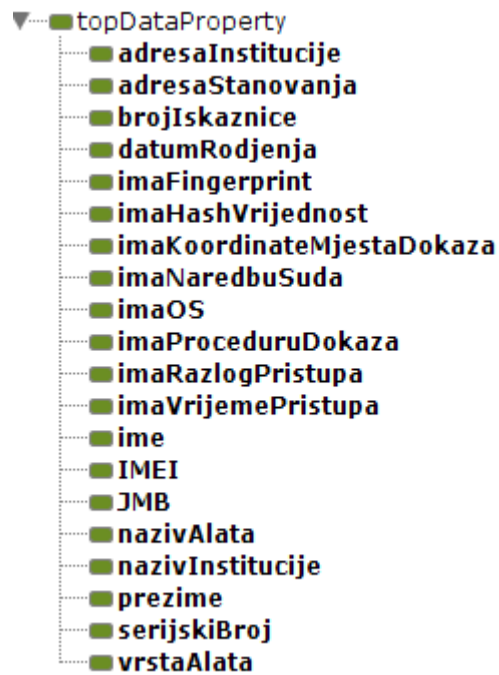 topDataProperty
adresaInstitucije
adresaStanovanja
brojIskaznice
datumRodjenja
imaFingerprint
imaHashVrijednost
imaKoordinateMjestaDokaza
imaNaredbuSuda
imaOS
imaProceduruDokaza
imaRazlogPristupa
imaVrijemePristupa
ime
IMEI
JMB
nazivAlata
nazivInstitucije
prezime
serijskiBroj
vrstaAlata